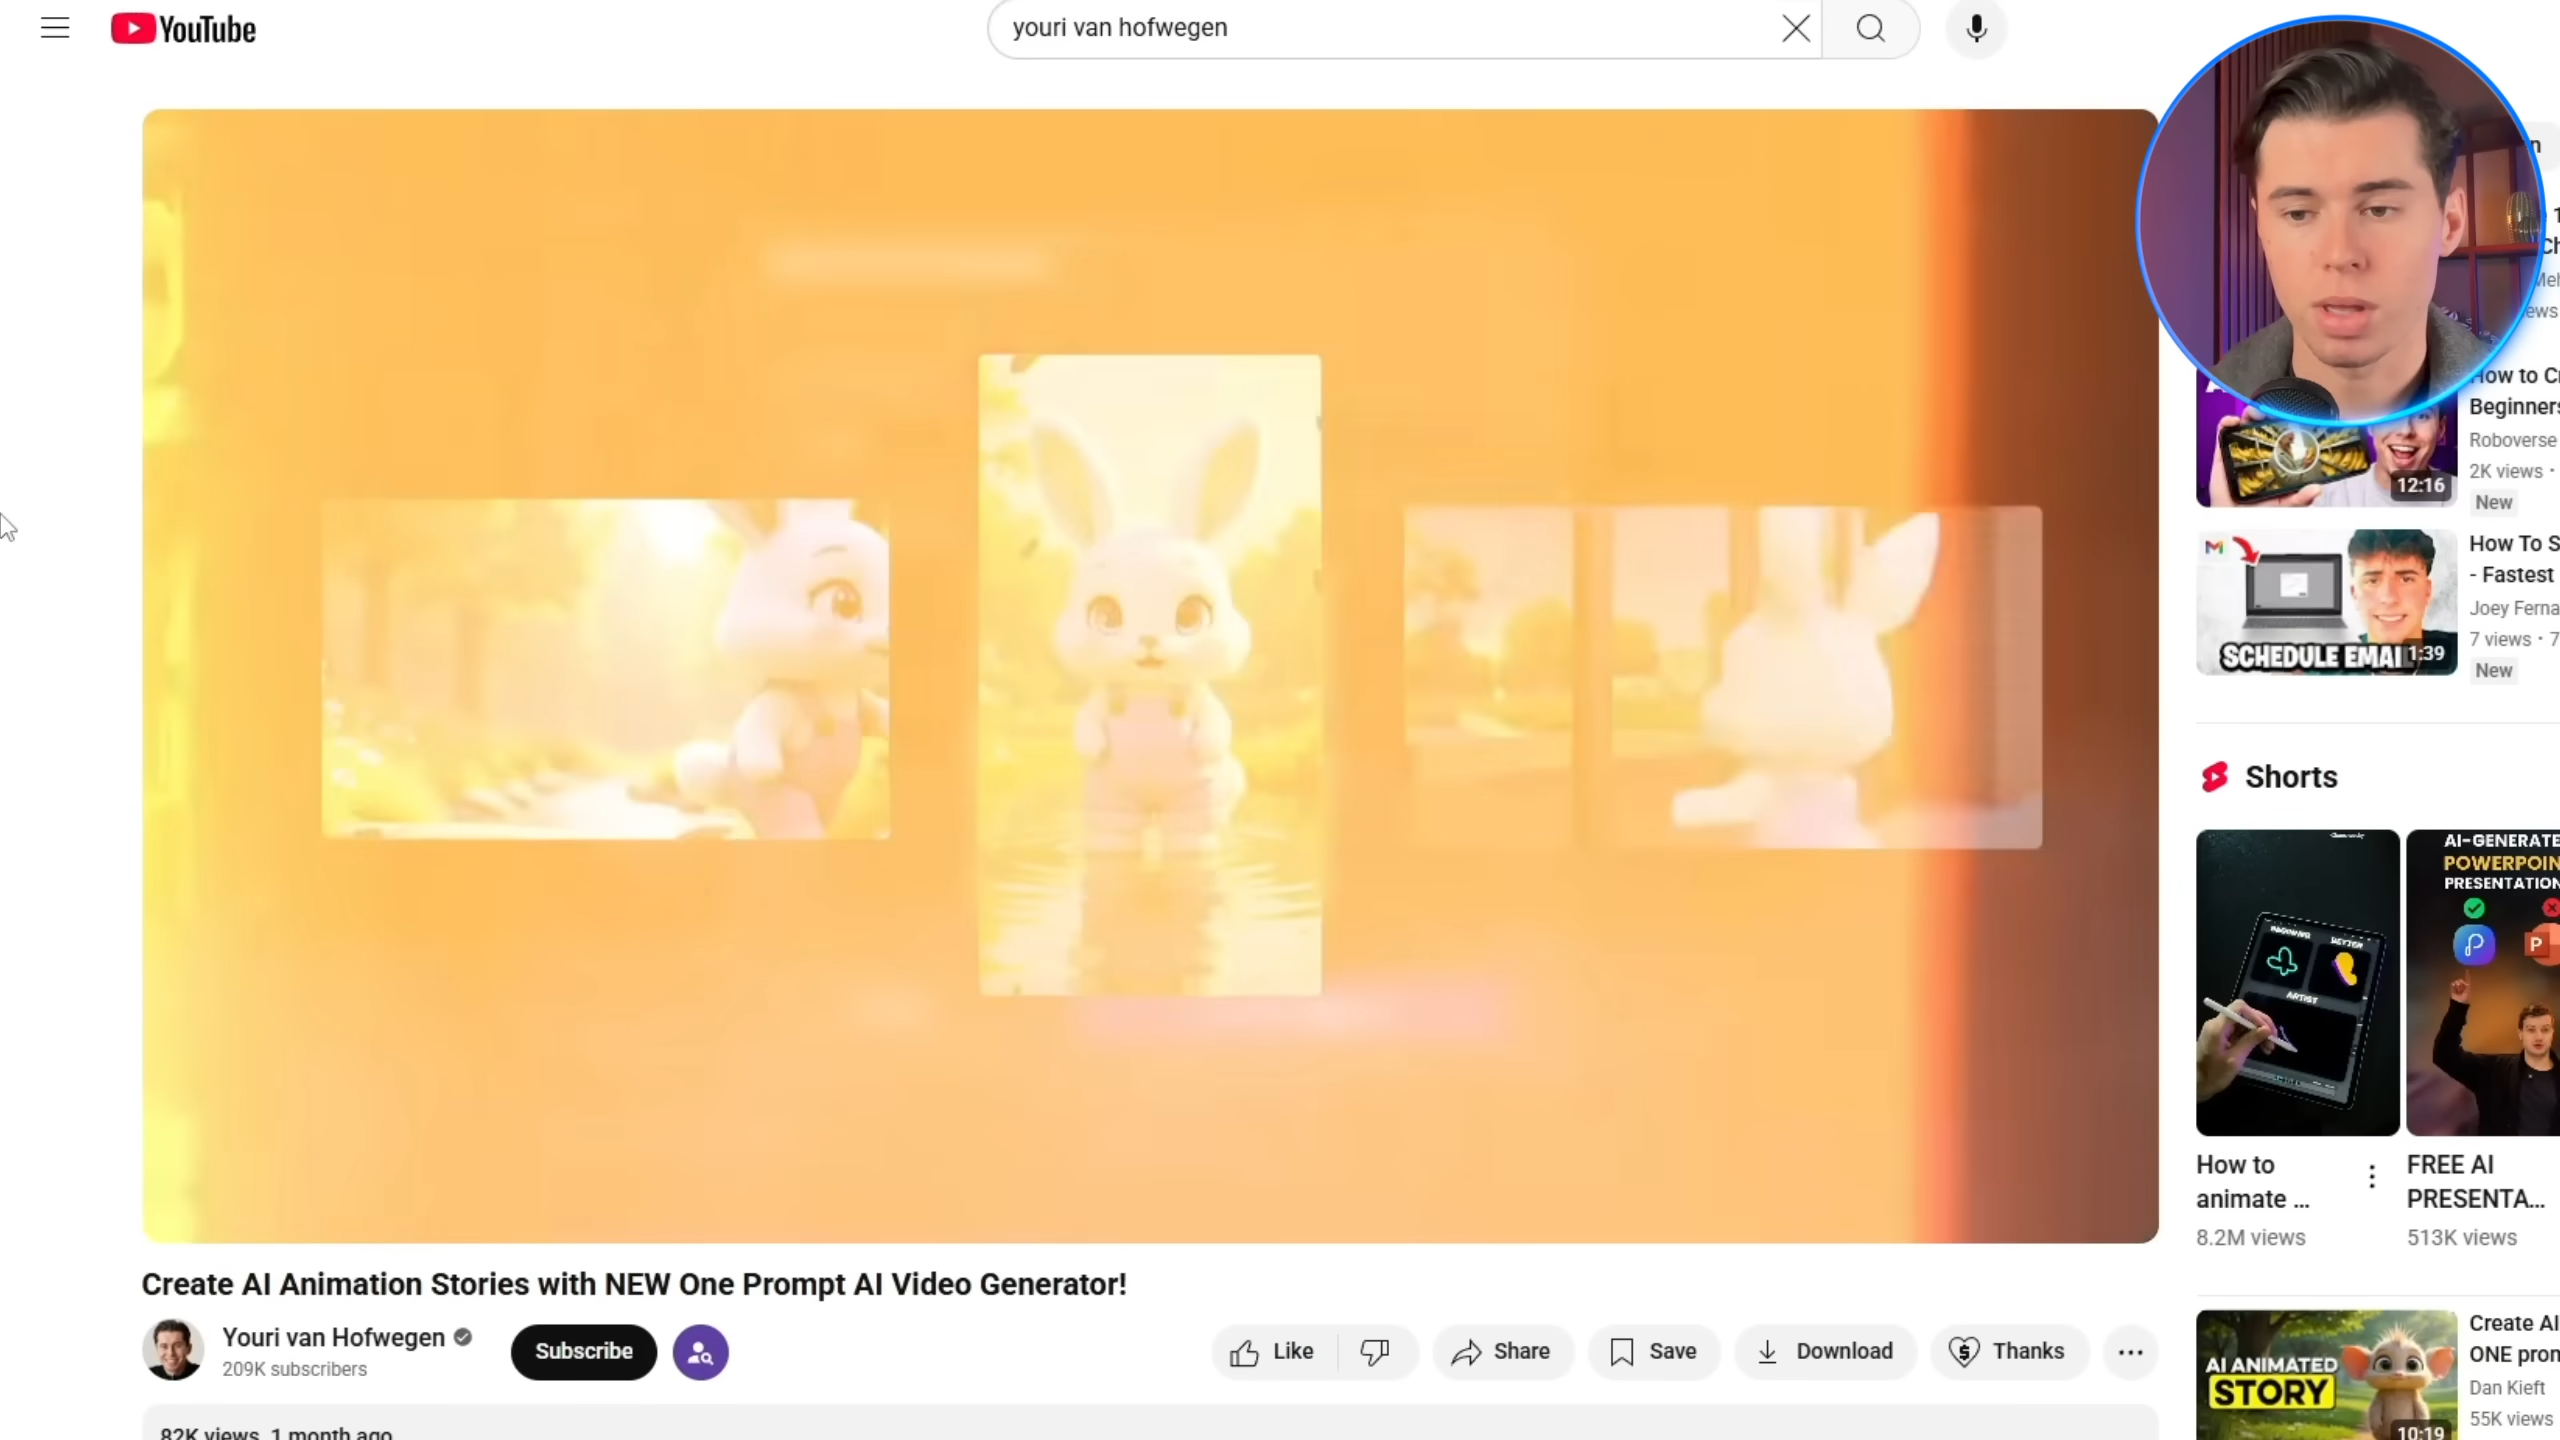 YouTube
youri van hofwegen
How to
Beginners
Roboverse
2K views •
New
12:16
How To S
- Fastest
Joey Ferna
7 views • 7
New
SCHEDULE EMAI
1:39
Shorts
BEGINNER
BETTER
ARTIST
AI-GENERATE
POWERPOIN
PRESENTATION
P
How to
animate ...
8.2M views
FREE AI
PRESENTA...
513K views
Create AI Animation Stories with NEW One Prompt AI Video Generator!
Youri van Hofwegen
209K subscribers
Subscribe
Like
Share
Save
Download
Thanks
82K views 1 month ago
AI ANIMATED
STORY
10:19
Create AI
ONE pron
Dan Kieft
55K views